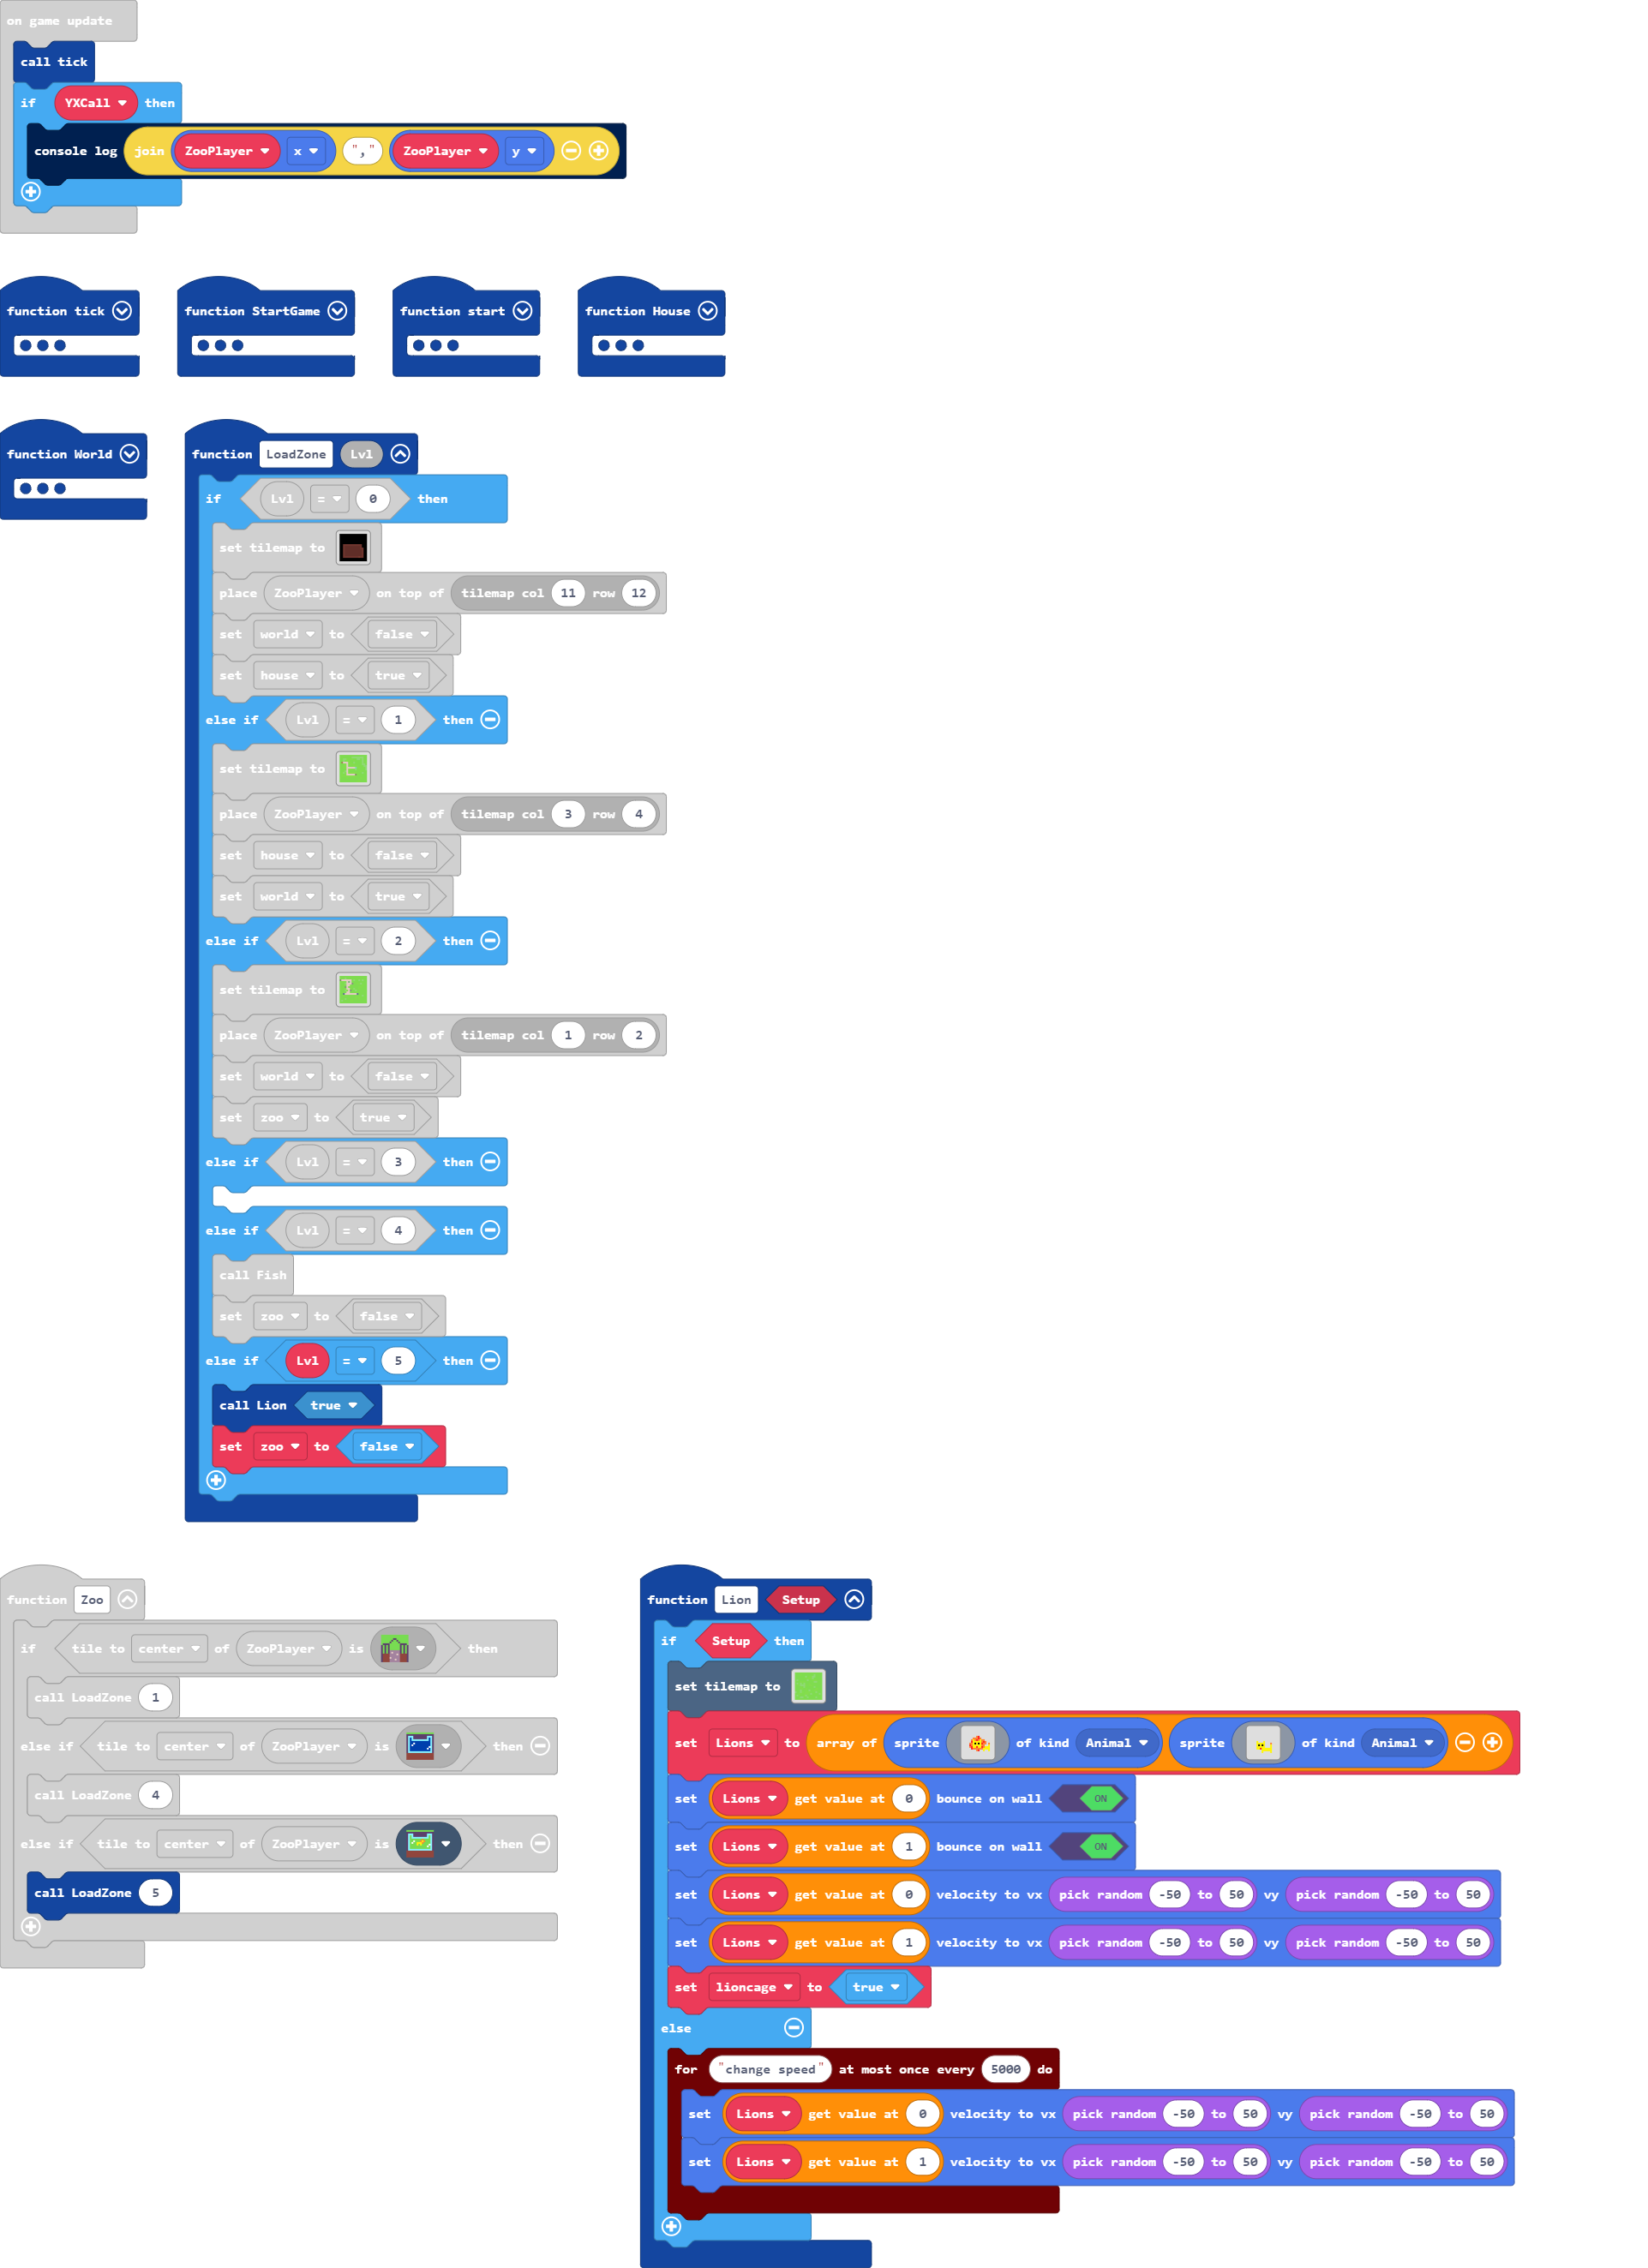 on game update
call tick
if YXCall then
console log join ZooPlayer x "," ZooPlayer y
function tick
function StartGame
function start
function House
function World
function LoadZone Lvl
if Lvl = 0 then
set tilemap to
place ZooPlayer on top of tilemap col 11 row 12
set world to false
set house to true
else if Lvl = 1 then
set tilemap to
place ZooPlayer on top of tilemap col 3 row 4
set house to false
set world to true
else if Lvl = 2 then
set tilemap to
place ZooPlayer on top of tilemap col 1 row 2
set world to false
set zoo to true
else if Lvl = 3 then
else if Lvl = 4 then
call Fish
set zoo to false
else if Lvl = 5 then
call Lion true
set zoo to false
function Zoo
if tile to center of ZooPlayer is then
call LoadZone 1
else if tile to center of ZooPlayer is then
call LoadZone 4
else if tile to center of ZooPlayer is then
call LoadZone 5
function Lion Setup
if Setup then
set tilemap to
set Lions to array of sprite of kind Animal sprite of kind Animal
set Lions get value at 0 bounce on wall ON
set Lions get value at 1 bounce on wall ON
set Lions get value at 0 velocity to vx pick random -50 to 50 vy pick random -50 to 50
set Lions get value at 1 velocity to vx pick random -50 to 50 vy pick random -50 to 50
set lioncage to true
else
for "change speed" at most once every 5000 do
set Lions get value at 0 velocity to vx pick random -50 to 50 vy pick random -50 to 50
set Lions get value at 1 velocity to vx pick random -50 to 50 vy pick random -50 to 50